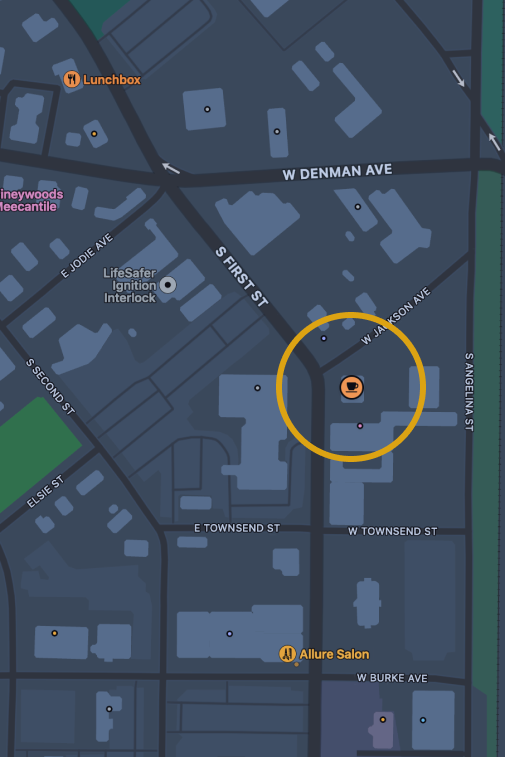 Lunchbox
W DENMAN AVE
ineywoods
Meecantile
E JODIE AVE
LifeSafer
Ignition
Interlock
S FIRST ST
W JACKSON AVE
S SECOND ST
S ANGELINA ST
ELSIE ST
E TOWNSEND ST
W TOWNSEND ST
Allure Salon
W BURKE AVE